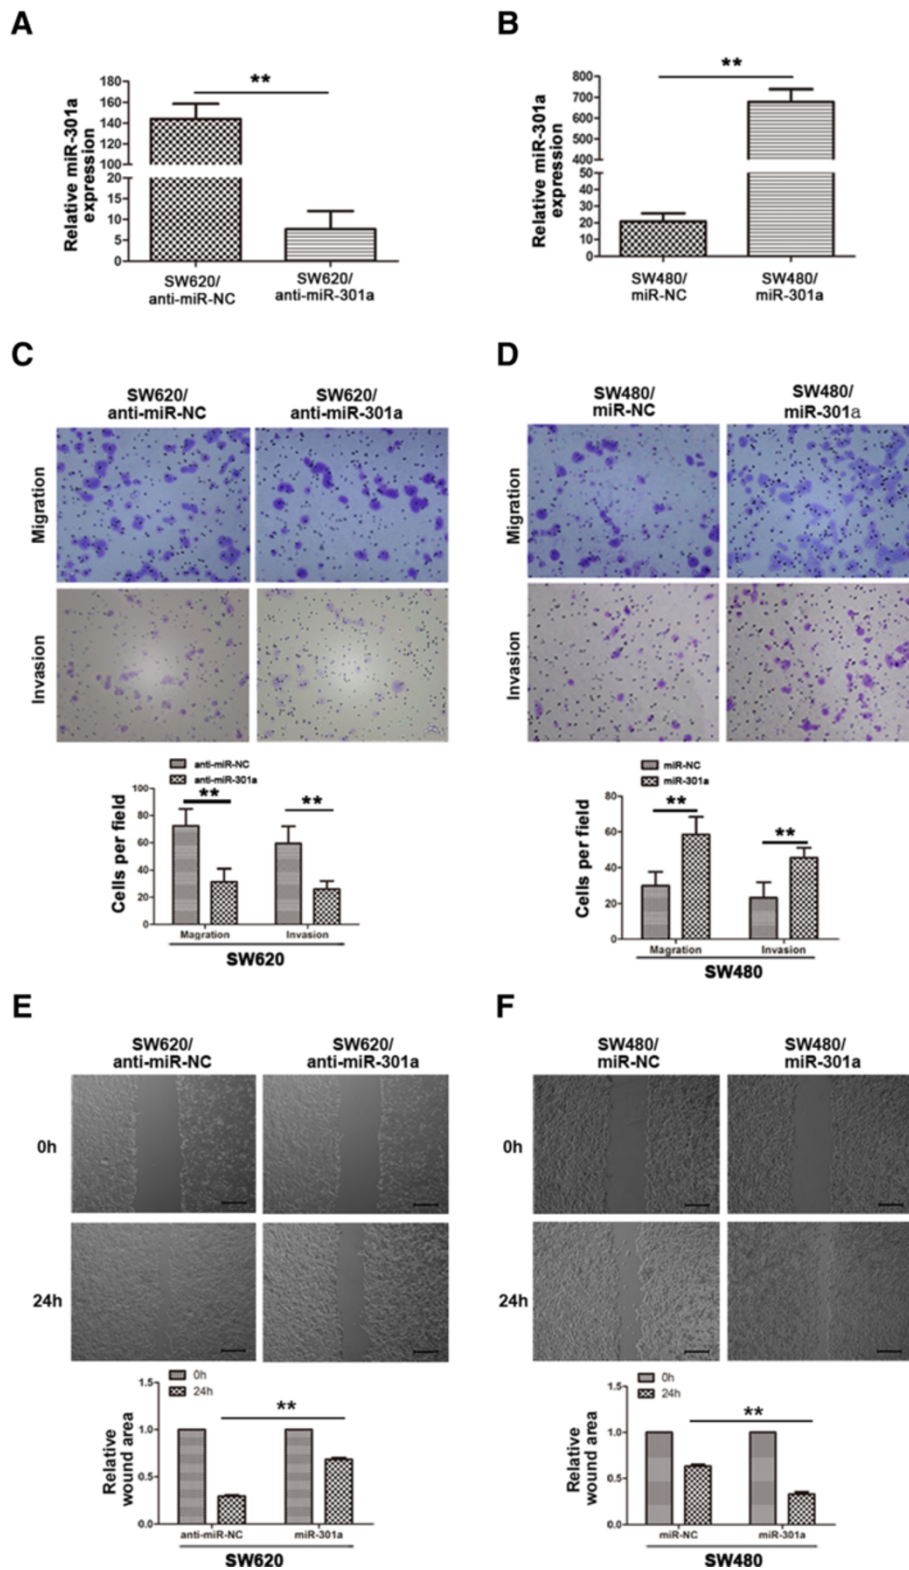 A
Relative miR-301a
expression
180
160
140
120
100
20
15
10
5
0
**
SW620/
anti-miR-NC
SW620/
anti-miR-301a
B
Relative miR-301a
expression
800
700
600
500
400
50
40
30
20
10
0
**
SW480/
miR-NC
SW480/
miR-301a
C
SW620/
anti-miR-NC
SW620/
anti-miR-301a
Migration
Invasion
anti-miR-NC
anti-miR-301a
Cells per field
100
80
60
40
20
0
**
**
Magration
Invasion
SW620
D
SW480/
miR-NC
SW480/
miR-301a
Migration
Invasion
miR-NC
miR-301a
Cells per field
80
60
40
20
0
**
**
Magration
Invasion
SW480
E
SW620/
anti-miR-NC
SW620/
anti-miR-301a
0h
24h
0h
24h
Relative
wound area
1.5
1.0
0.5
0.0
**
anti-miR-NC
miR-301a
SW620
F
SW480/
miR-NC
SW480/
miR-301a
0h
24h
0h
24h
Relative
wound area
1.5
1.0
0.5
0.0
**
miR-NC
miR-301a
SW480